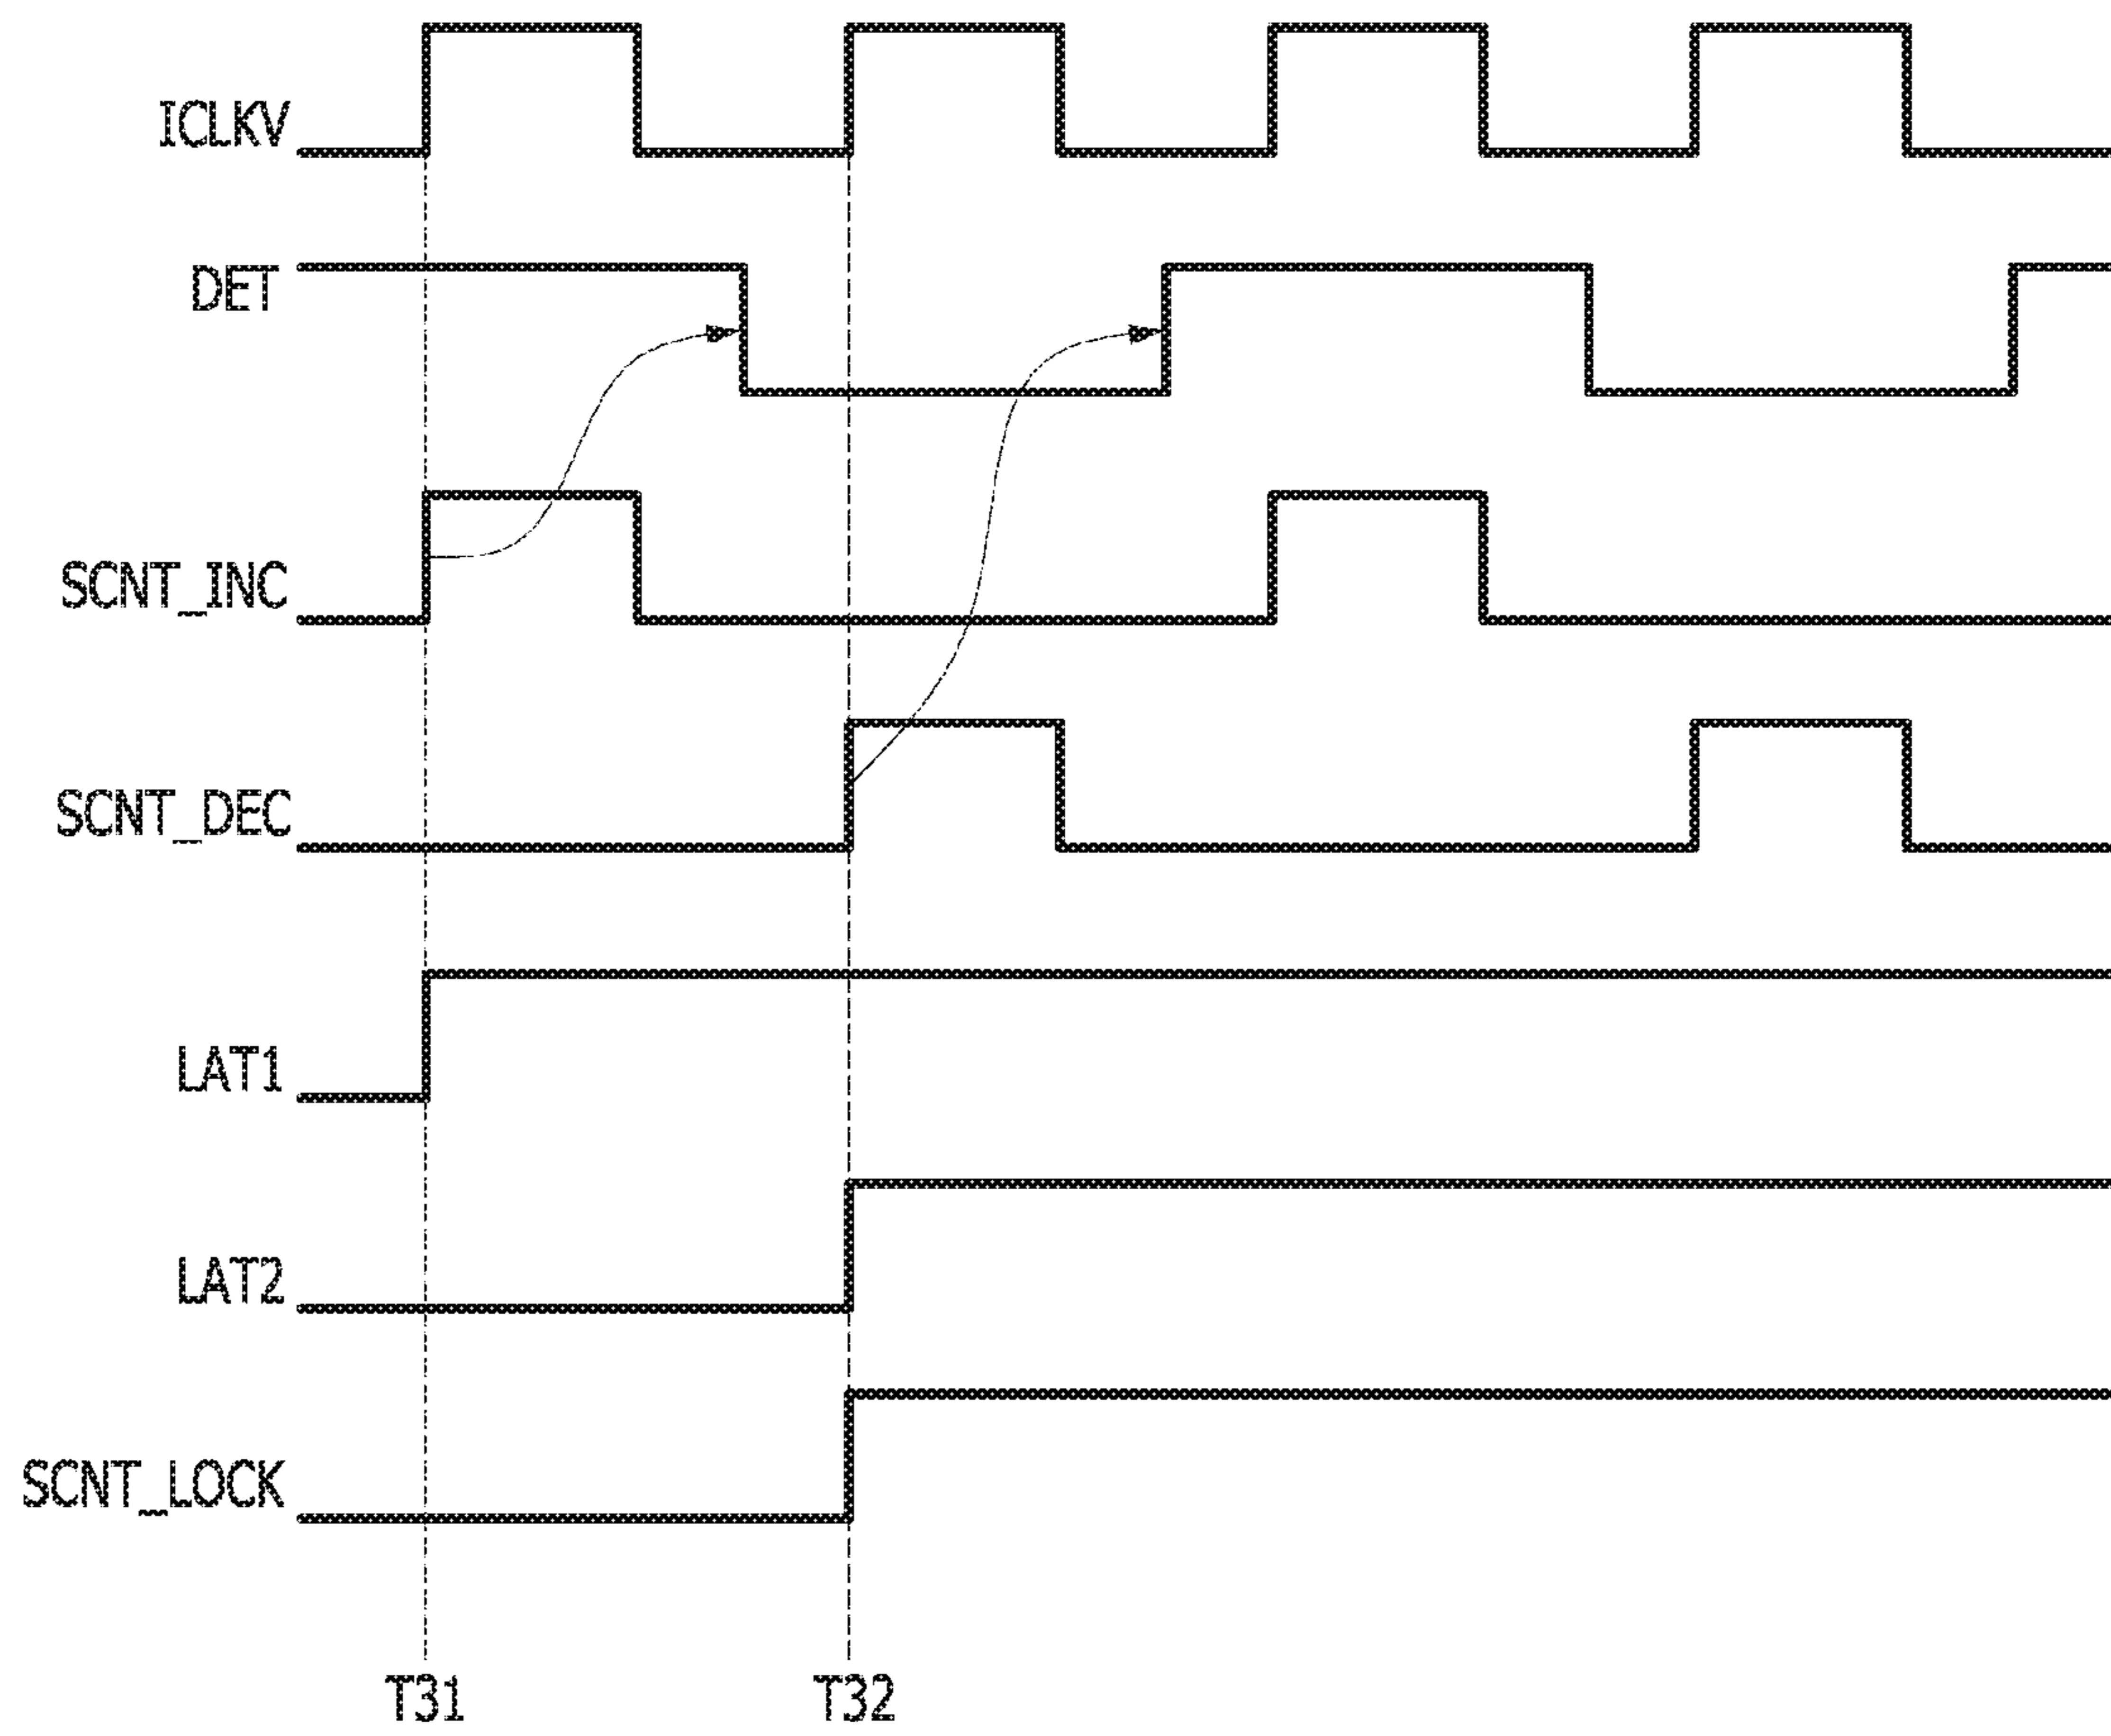 ICLKV
DET
SCNT_INC
SCNT_DEC
LAT1
LAT2
SCNT_LOCK
T31 T32